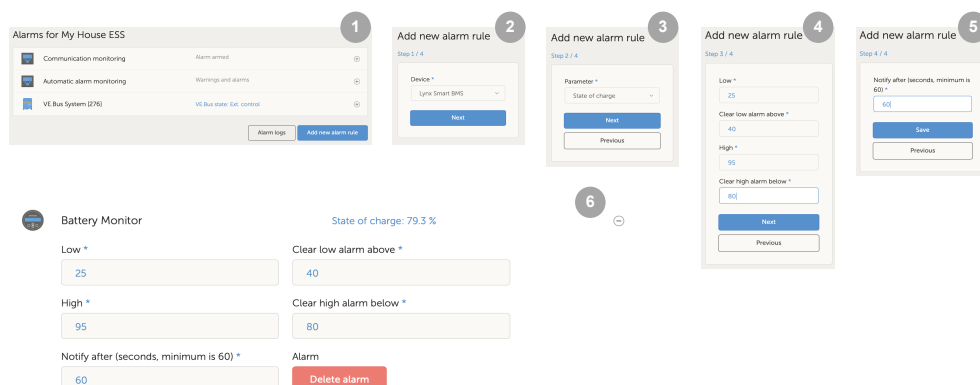 1
Alarms for My House ESS
Communication monitoring Alarm armed
Automatic alarm monitoring Warnings and alarms
VE.Bus System [276] VE.Bus state: Ext. control
Alarm logs Add new alarm rule
2
Add new alarm rule
Step 1 / 4
Device *
Lynx Smart BMS
Next
3
Add new alarm rule
Step 2 / 4
Parameter *
State of charge
Next
Previous
4
Add new alarm rule
Step 3 / 4
Low *
25
Clear low alarm above *
40
High *
95
Clear high alarm below *
80
Next
Previous
5
Add new alarm rule
Step 4 / 4
Notify after (seconds, minimum is
60) *
60
Save
Previous
6
Battery Monitor State of charge: 79.3 %
Low * Clear low alarm above *
25 40
High * Clear high alarm below *
95 80
Notify after (seconds, minimum is 60) * Alarm
60 Delete alarm